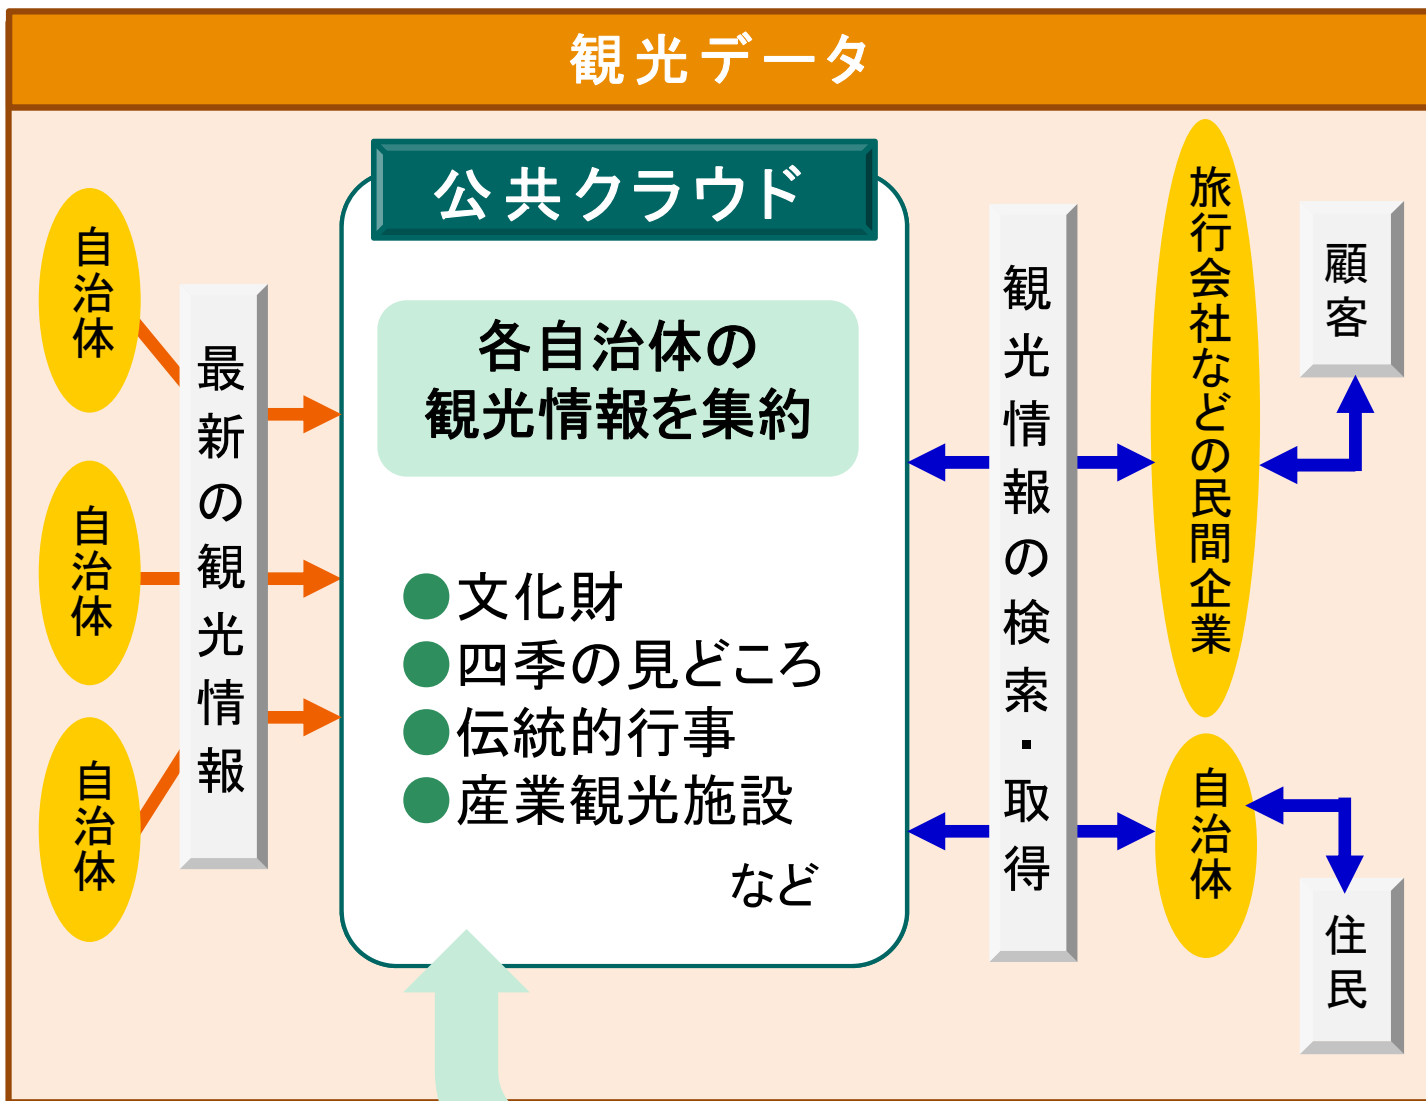 観光データ
公共クラウド
自治体
自治体
自治体
最新の観光情報
各自治体の
観光情報を集約
●文化財
●四季の見どころ
●伝統的行事
●産業観光施設
など
観光情報の検索・取得
旅行会社などの民間企業
自治体
顧客
住民